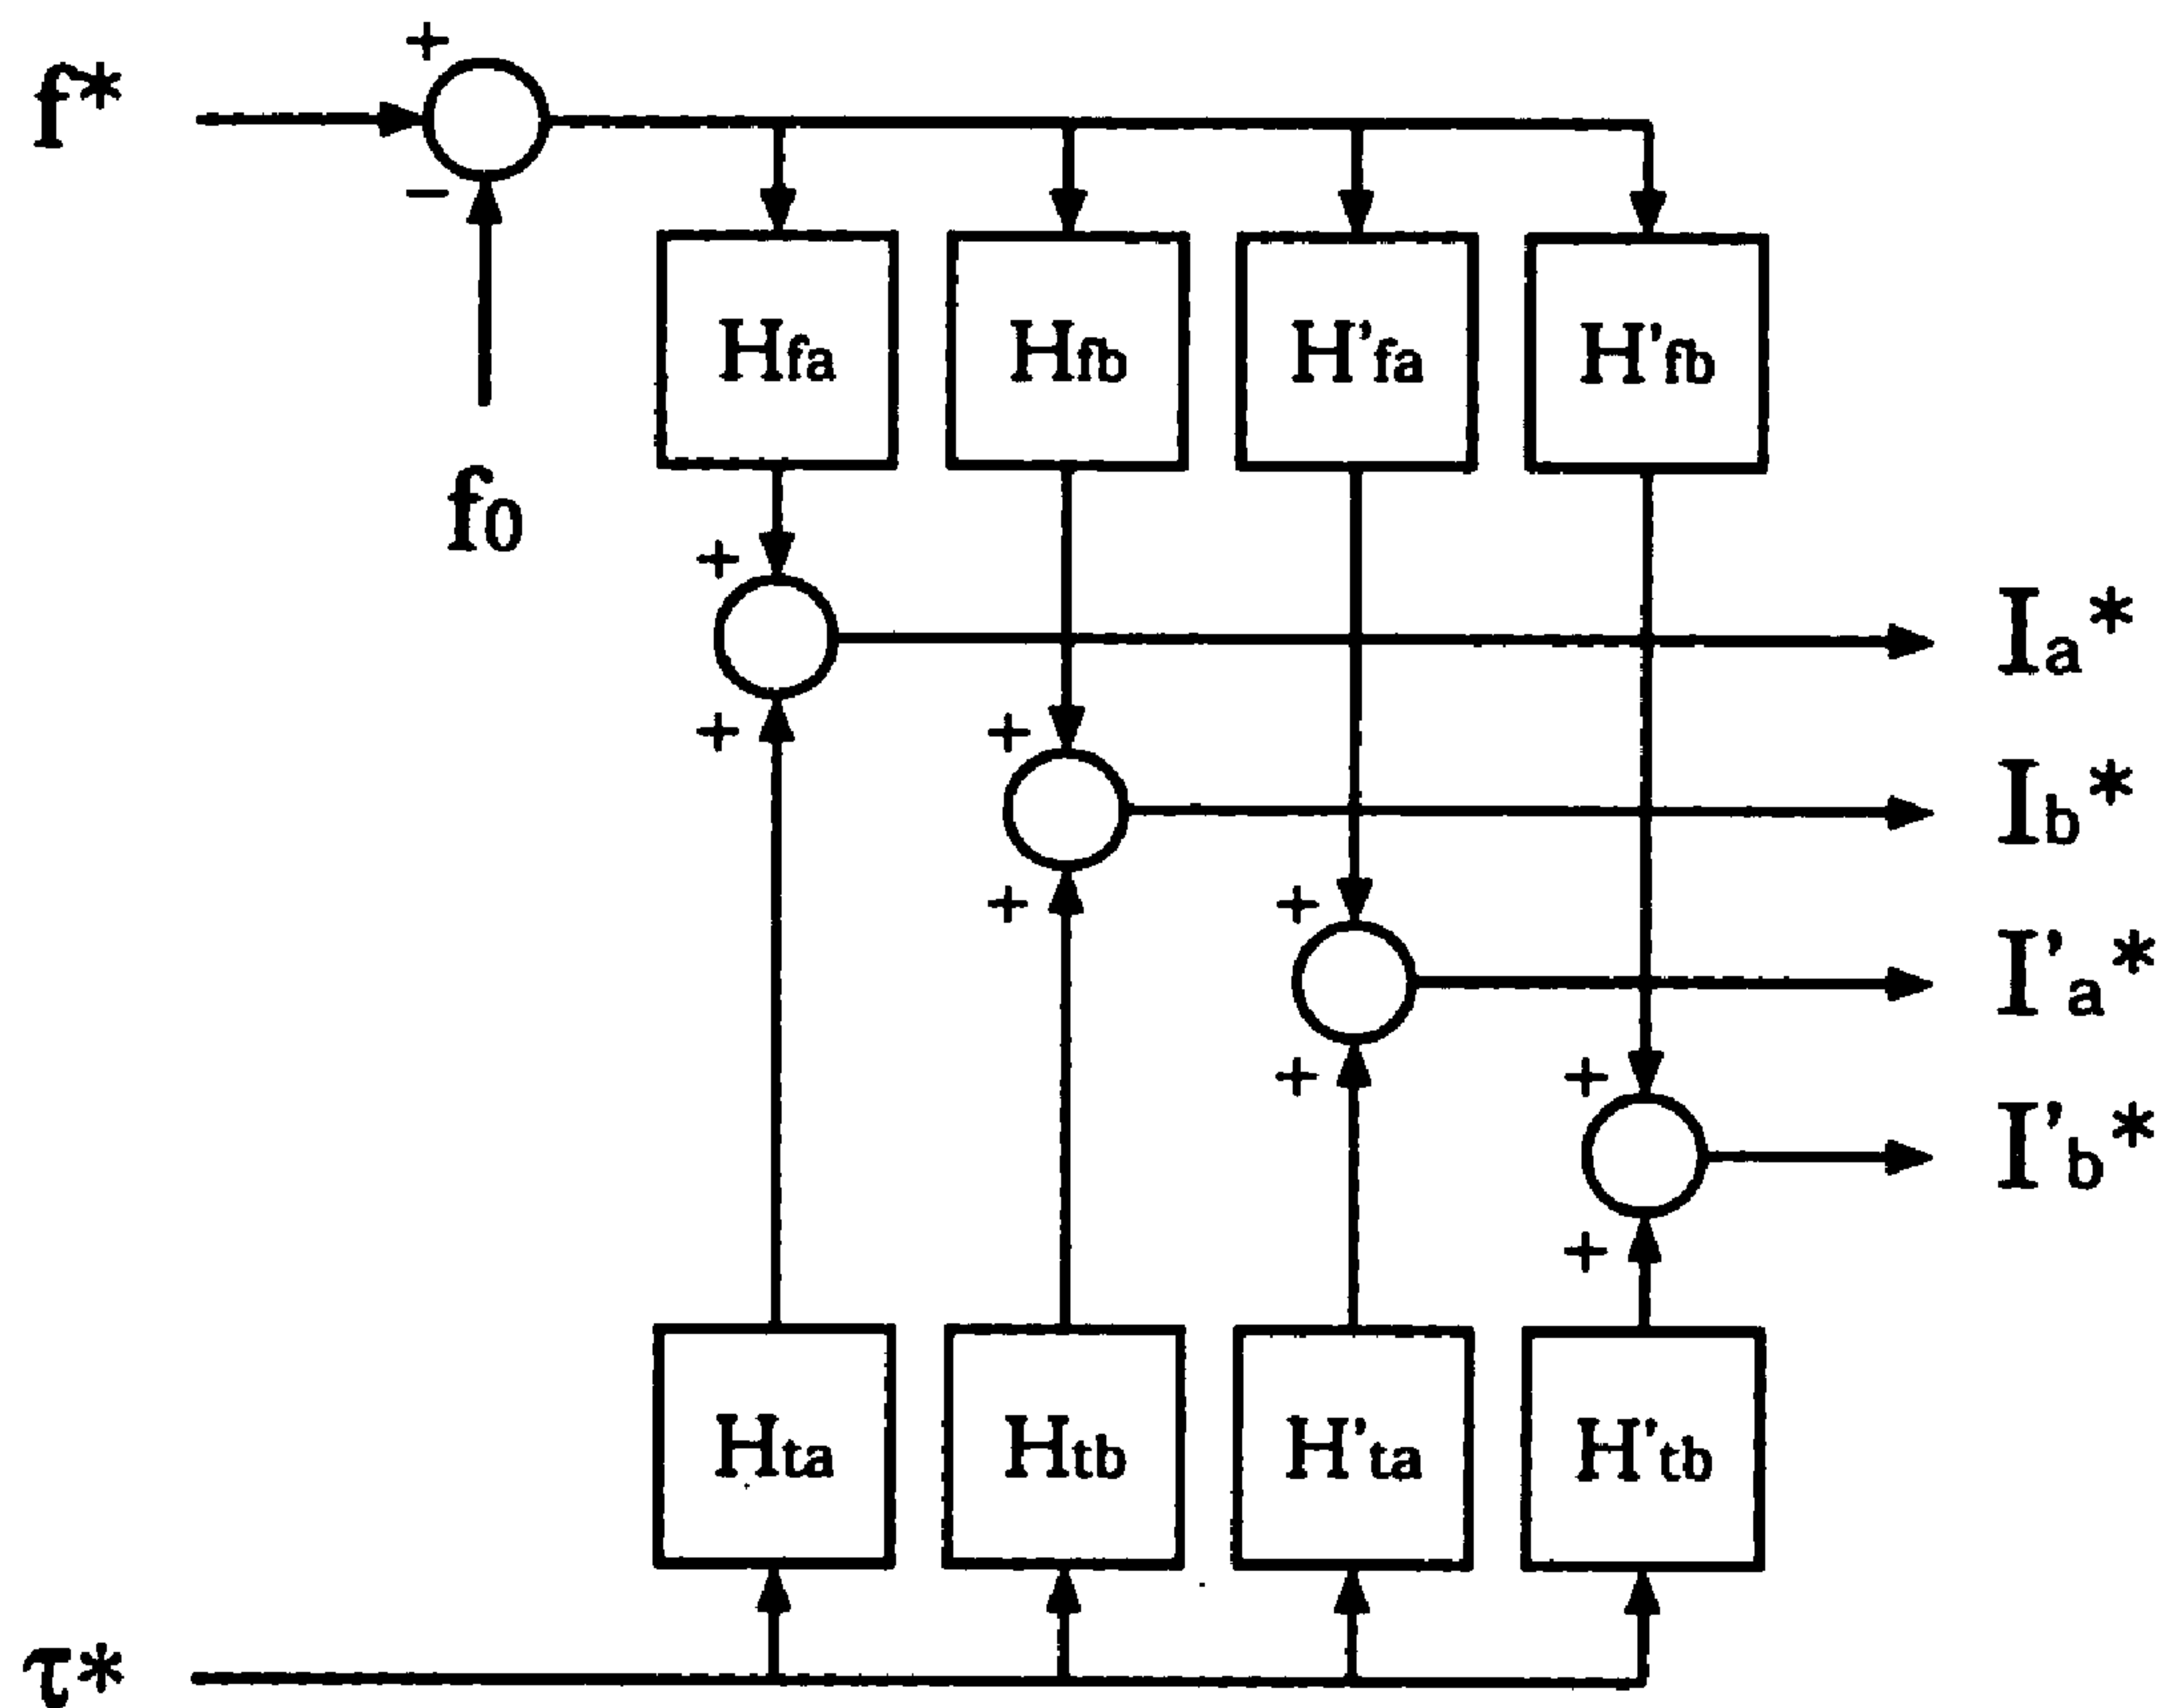 +
f*
−
Hfa Hfb H'fa H'fb
f0
+
Ia*
+ +
Ib*
+ +
I'a*
+ +
I'b*
+
Hta Htb H'ta H'tb
τ*